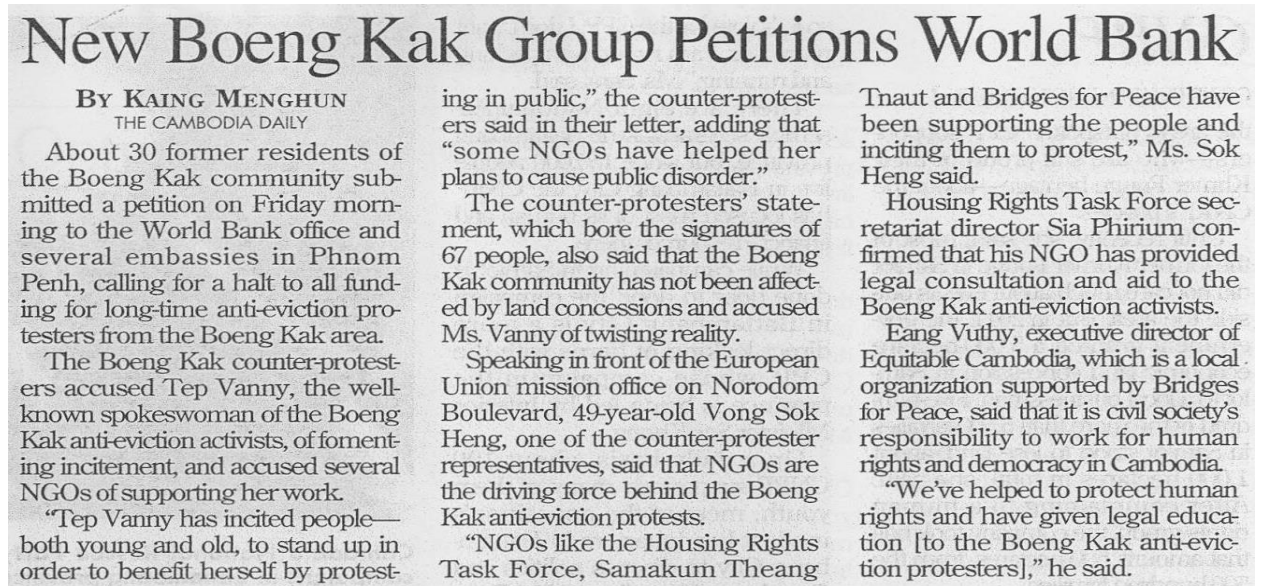 New Boeng Kak Group Petitions World Bank
BY KAING MENGHUN
THE CAMBODIA DAILY
About 30 former residents of
the Boeng Kak community sub-
mitted a petition on Friday morn-
ing to the World Bank office and
several embassies in Phnom
Penh, calling for a halt to all fund-
ing for long-time anti-eviction pro-
testers from the Boeng Kak area.
The Boeng Kak counter-protest-
ers accused Tep Vanny, the well-
known spokeswoman of the Boeng
Kak anti-eviction activists, of foment-
ing incitement, and accused several
NGOs of supporting her work.
“Tep Vanny has incited people—
both young and old, to stand up in
order to benefit herself by protest-
ing in public,” the counter-protest-
ers said in their letter, adding that
“some NGOs have helped her
plans to cause public disorder.”
The counter-protesters’ state-
ment, which bore the signatures of
67 people, also said that the Boeng
Kak community has not been affect-
ed by land concessions and accused
Ms. Vanny of twisting reality.
Speaking in front of the European
Union mission office on Norodom
Boulevard, 49-year-old Vong Sok
Heng, one of the counter-protester
representatives, said that NGOs are
the driving force behind the Boeng
Kak anti-eviction protests.
“NGOs like the Housing Rights
Task Force, Samakum Theang
Tnaut and Bridges for Peace have
been supporting the people and
inciting them to protest,” Ms. Sok
Heng said.
Housing Rights Task Force sec-
retariat director Sia Phirium con-
firmed that his NGO has provided
legal consultation and aid to the
Boeng Kak anti-eviction activists.
Eang Vuthy, executive director of
Equitable Cambodia, which is a local
organization supported by Bridges
for Peace, said that it is civil society’s
responsibility to work for human
rights and democracy in Cambodia.
“We’ve helped to protect human
rights and have given legal educa-
tion [to the Boeng Kak anti-evic-
tion protesters],” he said.